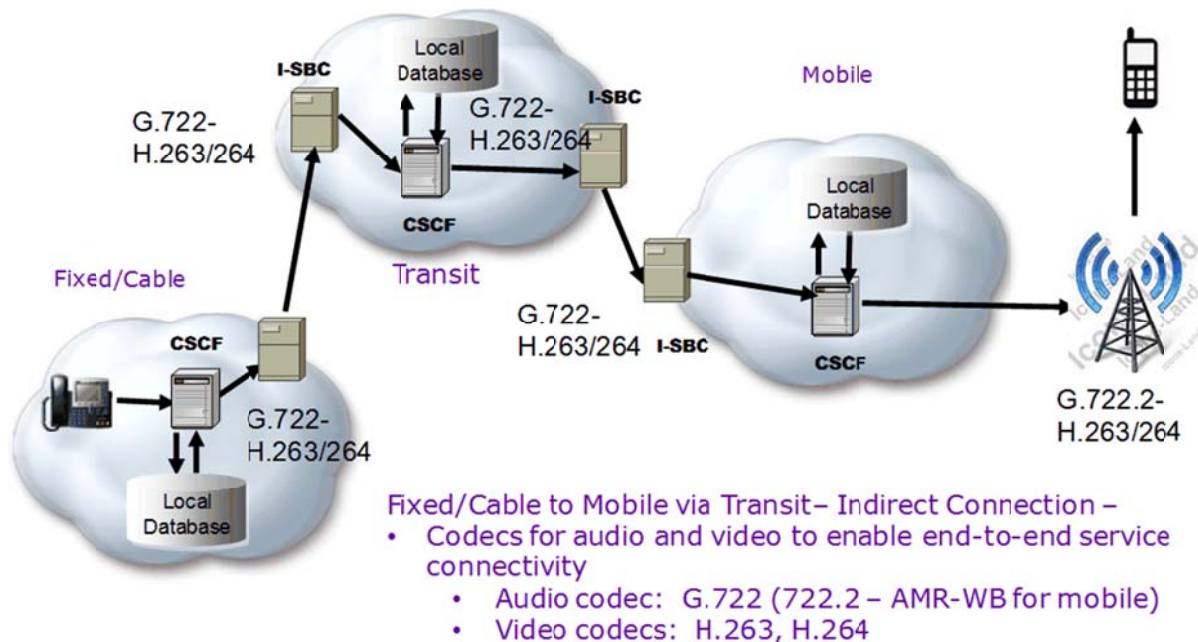 Local
Database
I-SBC
G.722-
H.263/264
G.722-
H.263/264
I-SBC
CSCF
Transit
Mobile
Local
Database
Fixed/Cable
CSCF
G.722-
H.263/264
Local
Database
G.722-
H.263/264
I-SBC
CSCF
G.722.2-
H.263/264
Fixed/Cable to Mobile via Transit– Indirect Connection –
• Codecs for audio and video to enable end-to-end service
connectivity
• Audio codec: G.722 (722.2 – AMR-WB for mobile)
• Video codecs: H.263, H.264